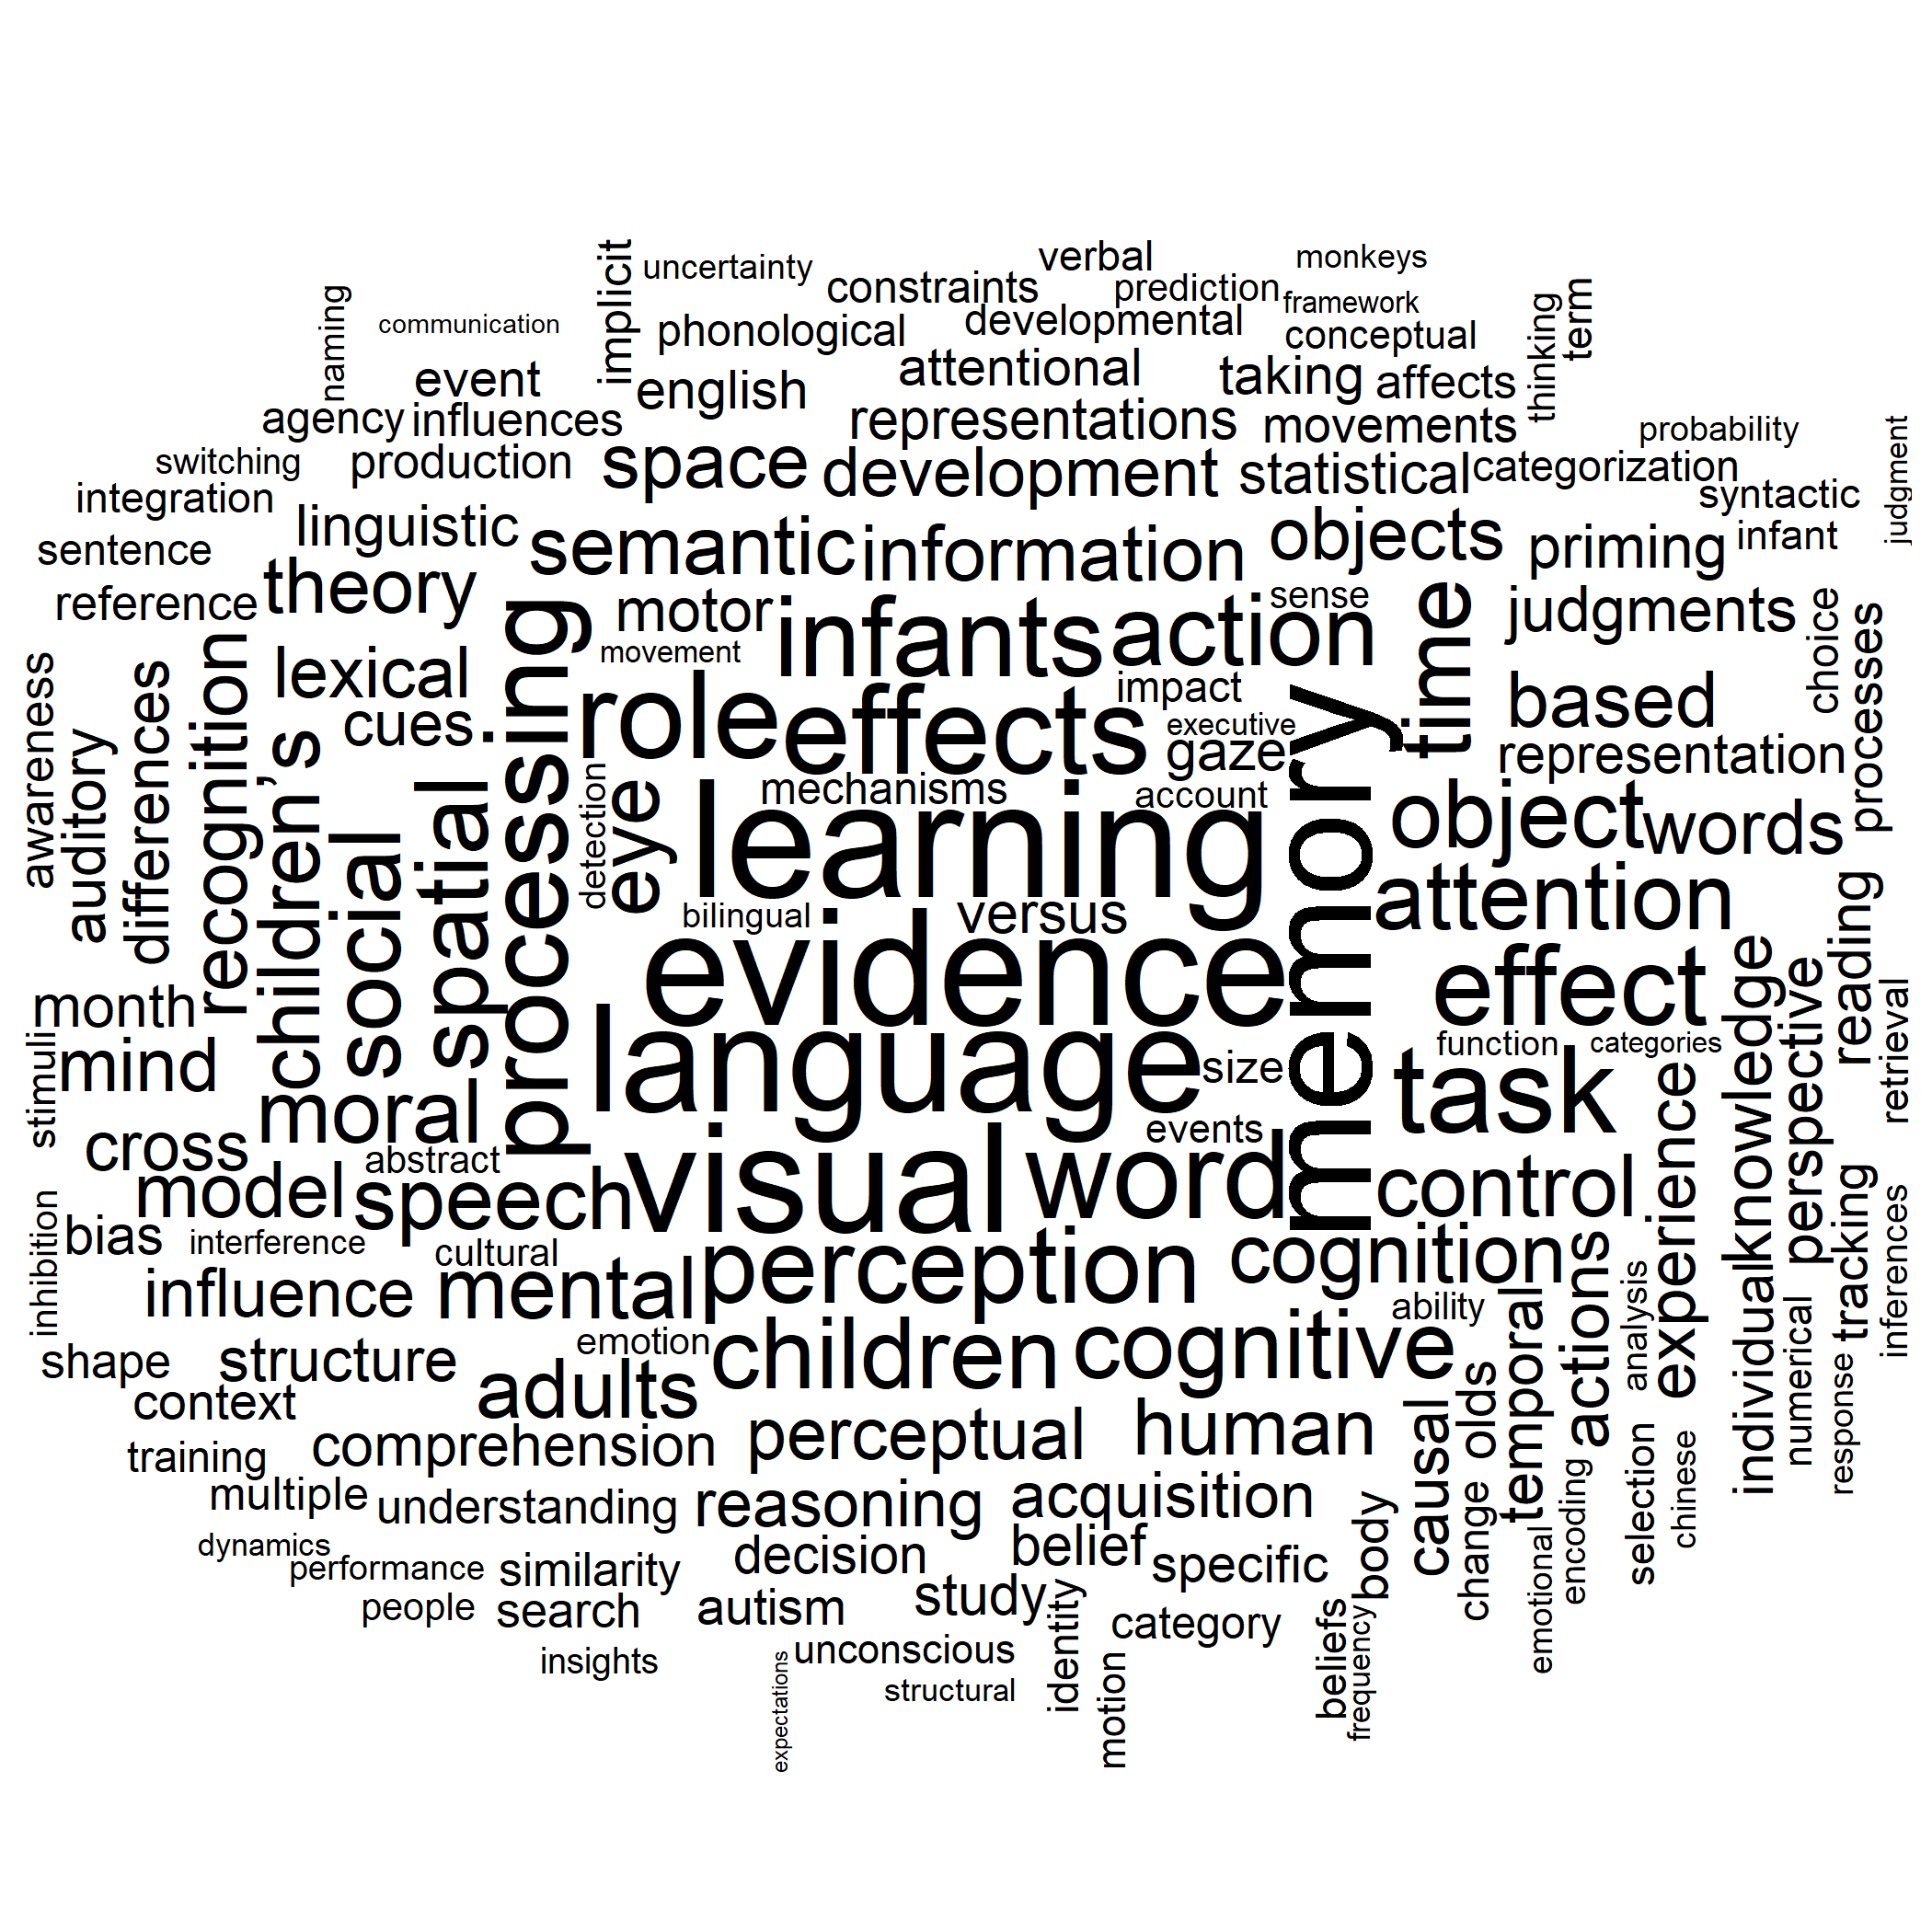 implicit
uncertainty
verbal
monkeys
naming
communication
constraints
prediction
framework
thinking
term
phonological
developmental
conceptual
event
english
attentional
taking
affects
agency
influences
representations
movements
probability
judgment
switching
production
space
development
statistical
categorization
integration
syntactic
linguistic
semantic
information
objects
priming
infant
sentence
theory
reference
processing
motor
infants
action
sense
time
judgments
choice
processes
movement
awareness
differences
recognition
lexical
role
effects
impact
memory
based
auditory
children's
cues
executive
gaze
representation
social
spatial
detection
eye
mechanisms
learning
account
object
words
attention
reading
bilingual
versus
evidence
effect
knowledge
perspective
retrieval
month
language
stimuli
mind
size
function
categories
task
experience
moral
cross
abstract
events
model
speech
visual
word
control
tracking
inferences
inhibition
bias
interference
cultural
cognition
influence
mental
perception
ability
temporal
actions
analysis
individual
numerical
response
shape
structure
emotion
children
cognitive
context
adults
causal
olds
training
comprehension
perceptual
human
selection
chinese
multiple
understanding
reasoning
acquisition
body
change
encoding
dynamics
performance
similarity
decision
belief
specific
emotional
people
search
autism
study
identity
category
beliefs
frequency
insights
expectations
unconscious
structural
motion